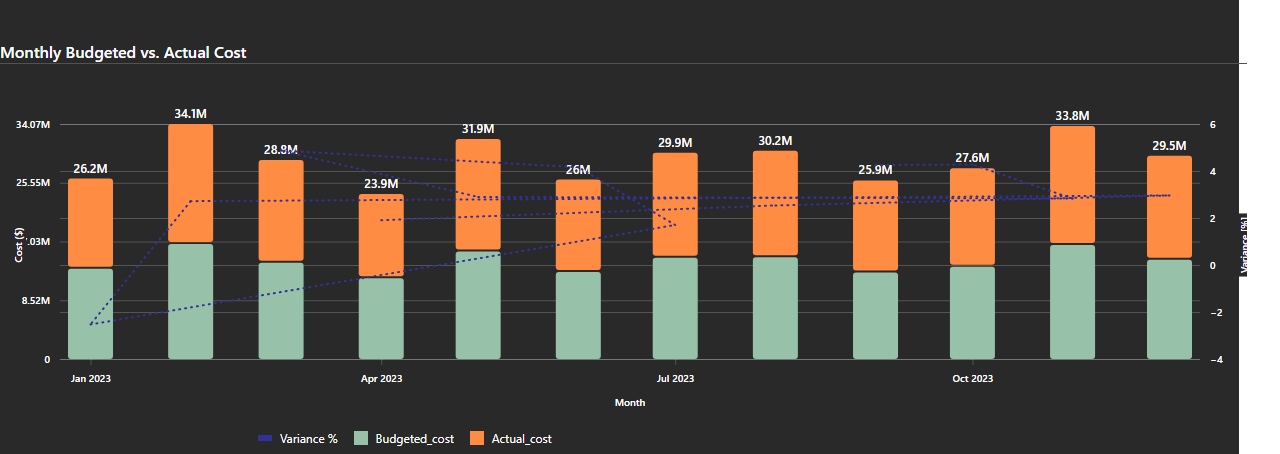 Monthly Budgeted vs. Actual Cost
34.1M
33.8M
31.9M
30.2M
29.9M
29.5M
28.8M
27.6M
26.2M
26M
25.9M
23.9M
34.07M
25.55M
.03M
8.52M
0
Cost ($)
6
4
2
0
−2
−4
Variance (%)
Jan 2023
Apr 2023
Jul 2023
Oct 2023
Month
Variance %
Budgeted_cost
Actual_cost